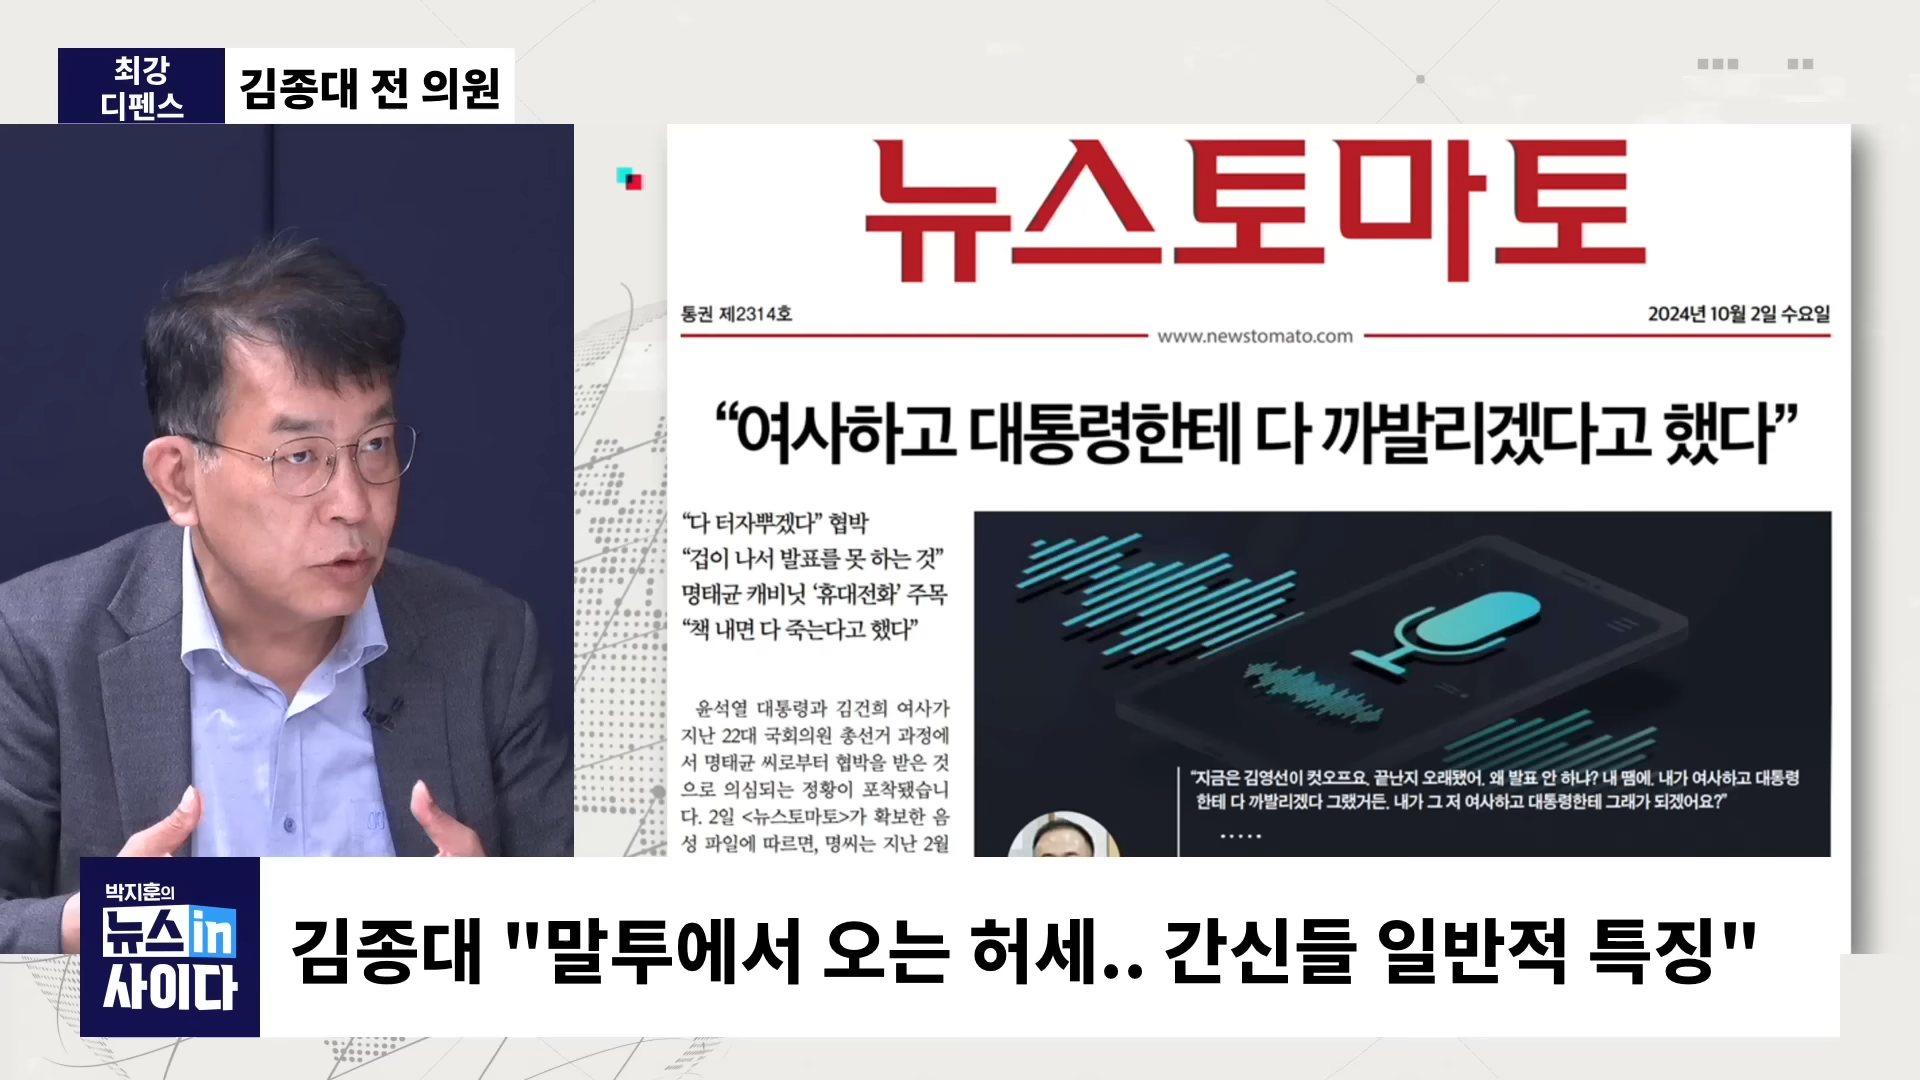 최강
디펜스
김종대 전 의원
뉴스토마토
통권 제2314호
2024년 10월 2일 수요일
www.newstomato.com
“여사하고 대통령한테 다 까발리겠다고 했다”
“다 터자뿌겠다” 협박
“겁이 나서 발표를 못 하는 것”
명태균 캐비닛 ‘휴대전화’ 주목
“책 내면 다 죽는다고 했다”
윤석열 대통령과 김건희 여사가
지난 22대 국회의원 총선거 과정에
서 명태균 씨로부터 협박을 받은 것
으로 의심되는 정황이 포착됐습니
다. 2일 <뉴스토마토>가 확보한 음
성 파일에 따르면, 명씨는 지난 2월
“지금은 김영선이 컷오프요, 끝난지 오래됐어. 왜 발표 안 하냐? 내 땜에. 내가 여사하고 대통령
한테 다 까발리겠다 그랬거든. 내가 그 저 여사하고 대통령한테 그래가 되겠어요?”
.....
박지훈의
뉴스in
사이다
김종대 "말투에서 오는 허세.. 간신들 일반적 특징"